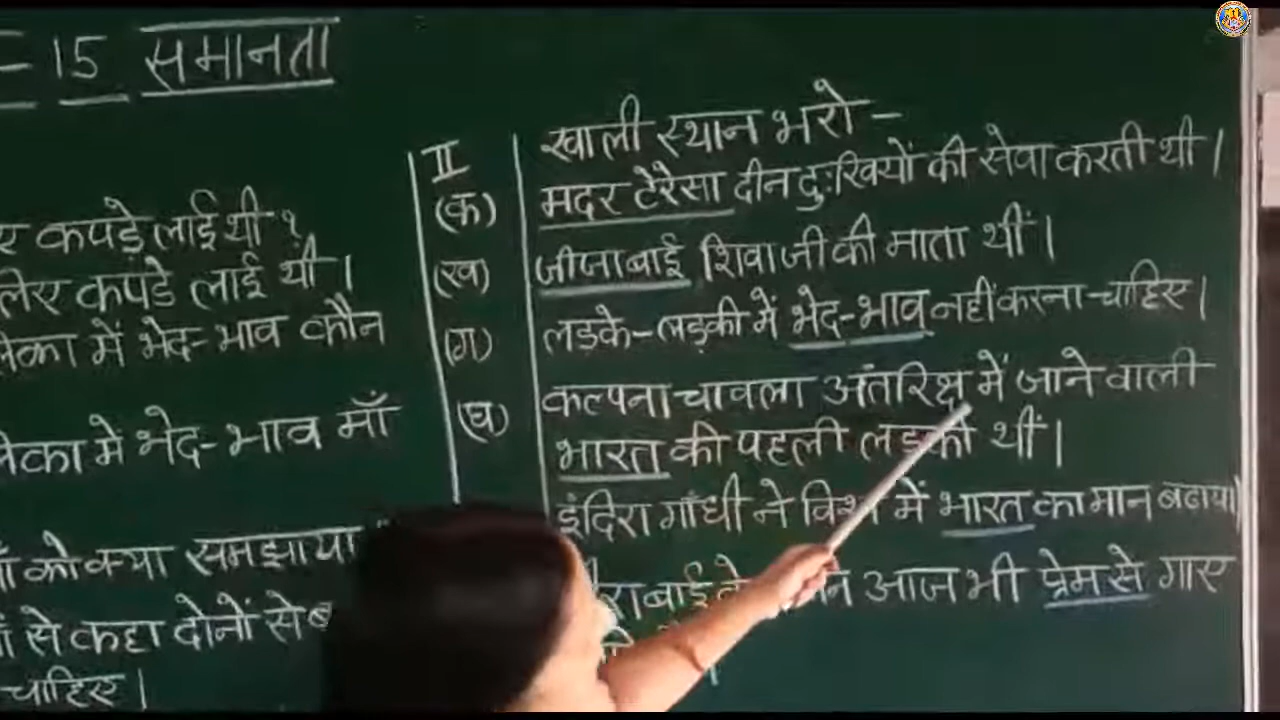 = 15 समानता
ए कपड़े लाई थी ?
लिए कपडे लाई थी ।
में भेद-भाव कौन
में भेद-भाव माँ
को क्या समझाया
से कहा दोनों से
चाहिए ।
II खाली स्थान भरो –
(क) मदर टेरैसा दीन दुःखियों की सेवा करती थी ।
(ख) जीजाबाई शिवाजी की माता थीं ।
(ग) लड़के-लड़की में भेद-भाव नहीं करना चाहिए ।
(घ) कल्पना चावला अंतरिक्ष में जाने वाली
भारत की पहली लड़की थीं ।
इंदिरा गाँधी ने विश्व में भारत का मान बढाया।
आज भी प्रेम से गाए